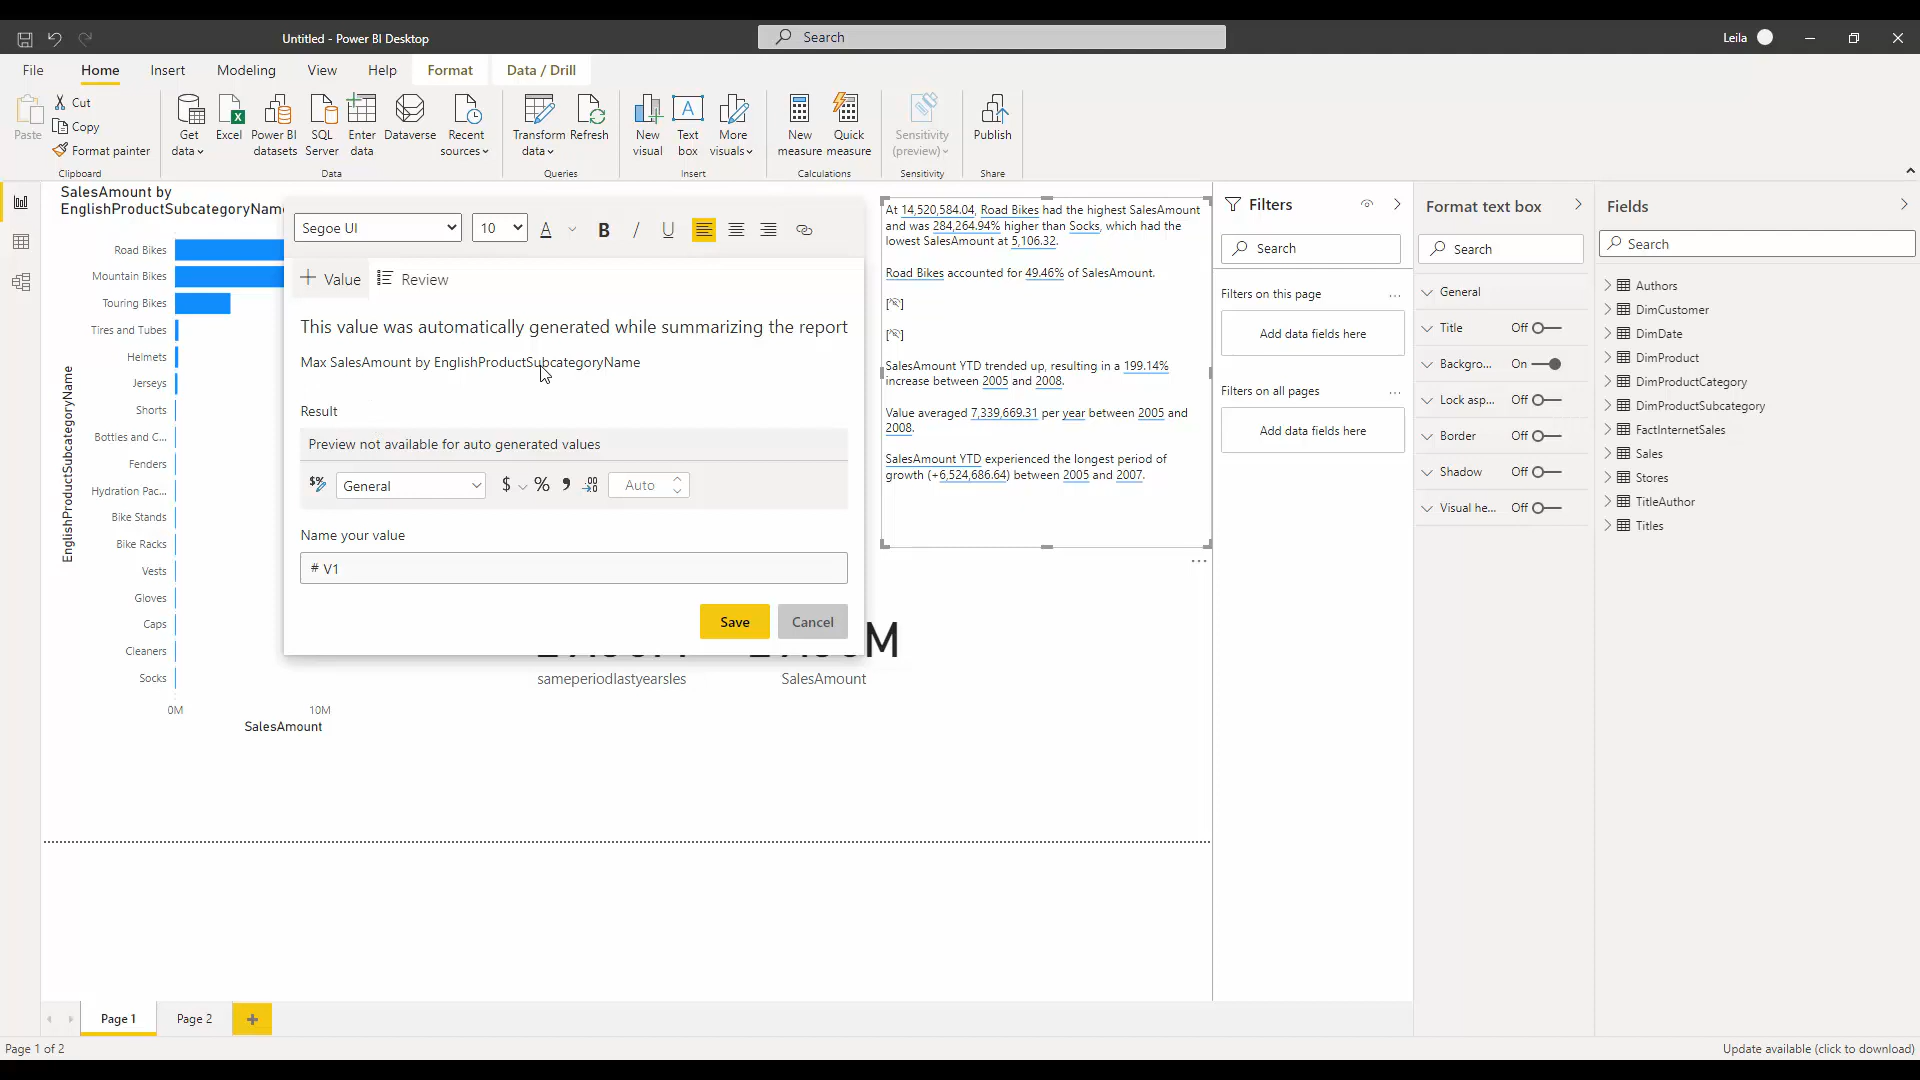 Untitled - Power BI Desktop
Search
Leila
File
Home
Insert
Modeling
View
Help
Format
Data / Drill
Paste
Cut
Copy
Format painter
Clipboard
Get data
Excel
Power BI datasets
SQL Server
Enter data
Dataverse
Recent sources
Data
Transform data
Refresh
Queries
New visual
Text box
More visuals
Insert
New measure
Quick measure
Calculations
Sensitivity (preview)
Sensitivity
Publish
Share
SalesAmount by
EnglishProductSubcategoryName
EnglishProductSubcategoryName
Road Bikes
Mountain Bikes
Touring Bikes
Tires and Tubes
Helmets
Jerseys
Shorts
Bottles and C...
Fenders
Hydration Pac...
Bike Stands
Bike Racks
Vests
Gloves
Caps
Cleaners
Socks
0M
10M
SalesAmount
Segoe UI
10
Value
Review
This value was automatically generated while summarizing the report
Max SalesAmount by EnglishProductSubcategoryName
Result
Preview not available for auto generated values
General
$
%
Auto
Name your value
# V1
Save
Cancel
M
sameperiodlastyearsles
SalesAmount
At 14,520,584.04, Road Bikes had the highest SalesAmount
and was 284,264.94% higher than Socks, which had the
lowest SalesAmount at 5,106.32.
Road Bikes accounted for 49.46% of SalesAmount.
SalesAmount YTD trended up, resulting in a 199.14%
increase between 2005 and 2008.
Value averaged 7,339,669.31 per year between 2005 and
2008.
SalesAmount YTD experienced the longest period of
growth (+6,524,686.64) between 2005 and 2007.
Filters
Search
Filters on this page
Add data fields here
Filters on all pages
Add data fields here
Format text box
Search
General
Title Off
Backgro... On
Lock asp... Off
Border Off
Shadow Off
Visual he... Off
Fields
Search
Authors
DimCustomer
DimDate
DimProduct
DimProductCategory
DimProductSubcategory
FactInternetSales
Sales
Stores
TitleAuthor
Titles
Page 1
Page 2
Page 1 of 2
Update available (click to download)